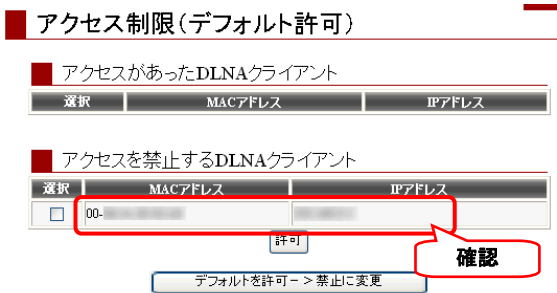 アクセス制限(デフォルト許可)
アクセスがあったDLNAクライアント
選択 MACアドレス IPアドレス
アクセスを禁止するDLNAクライアント
選択 MACアドレス IPアドレス
00-
許可
確認
デフォルトを許可->禁止に変更